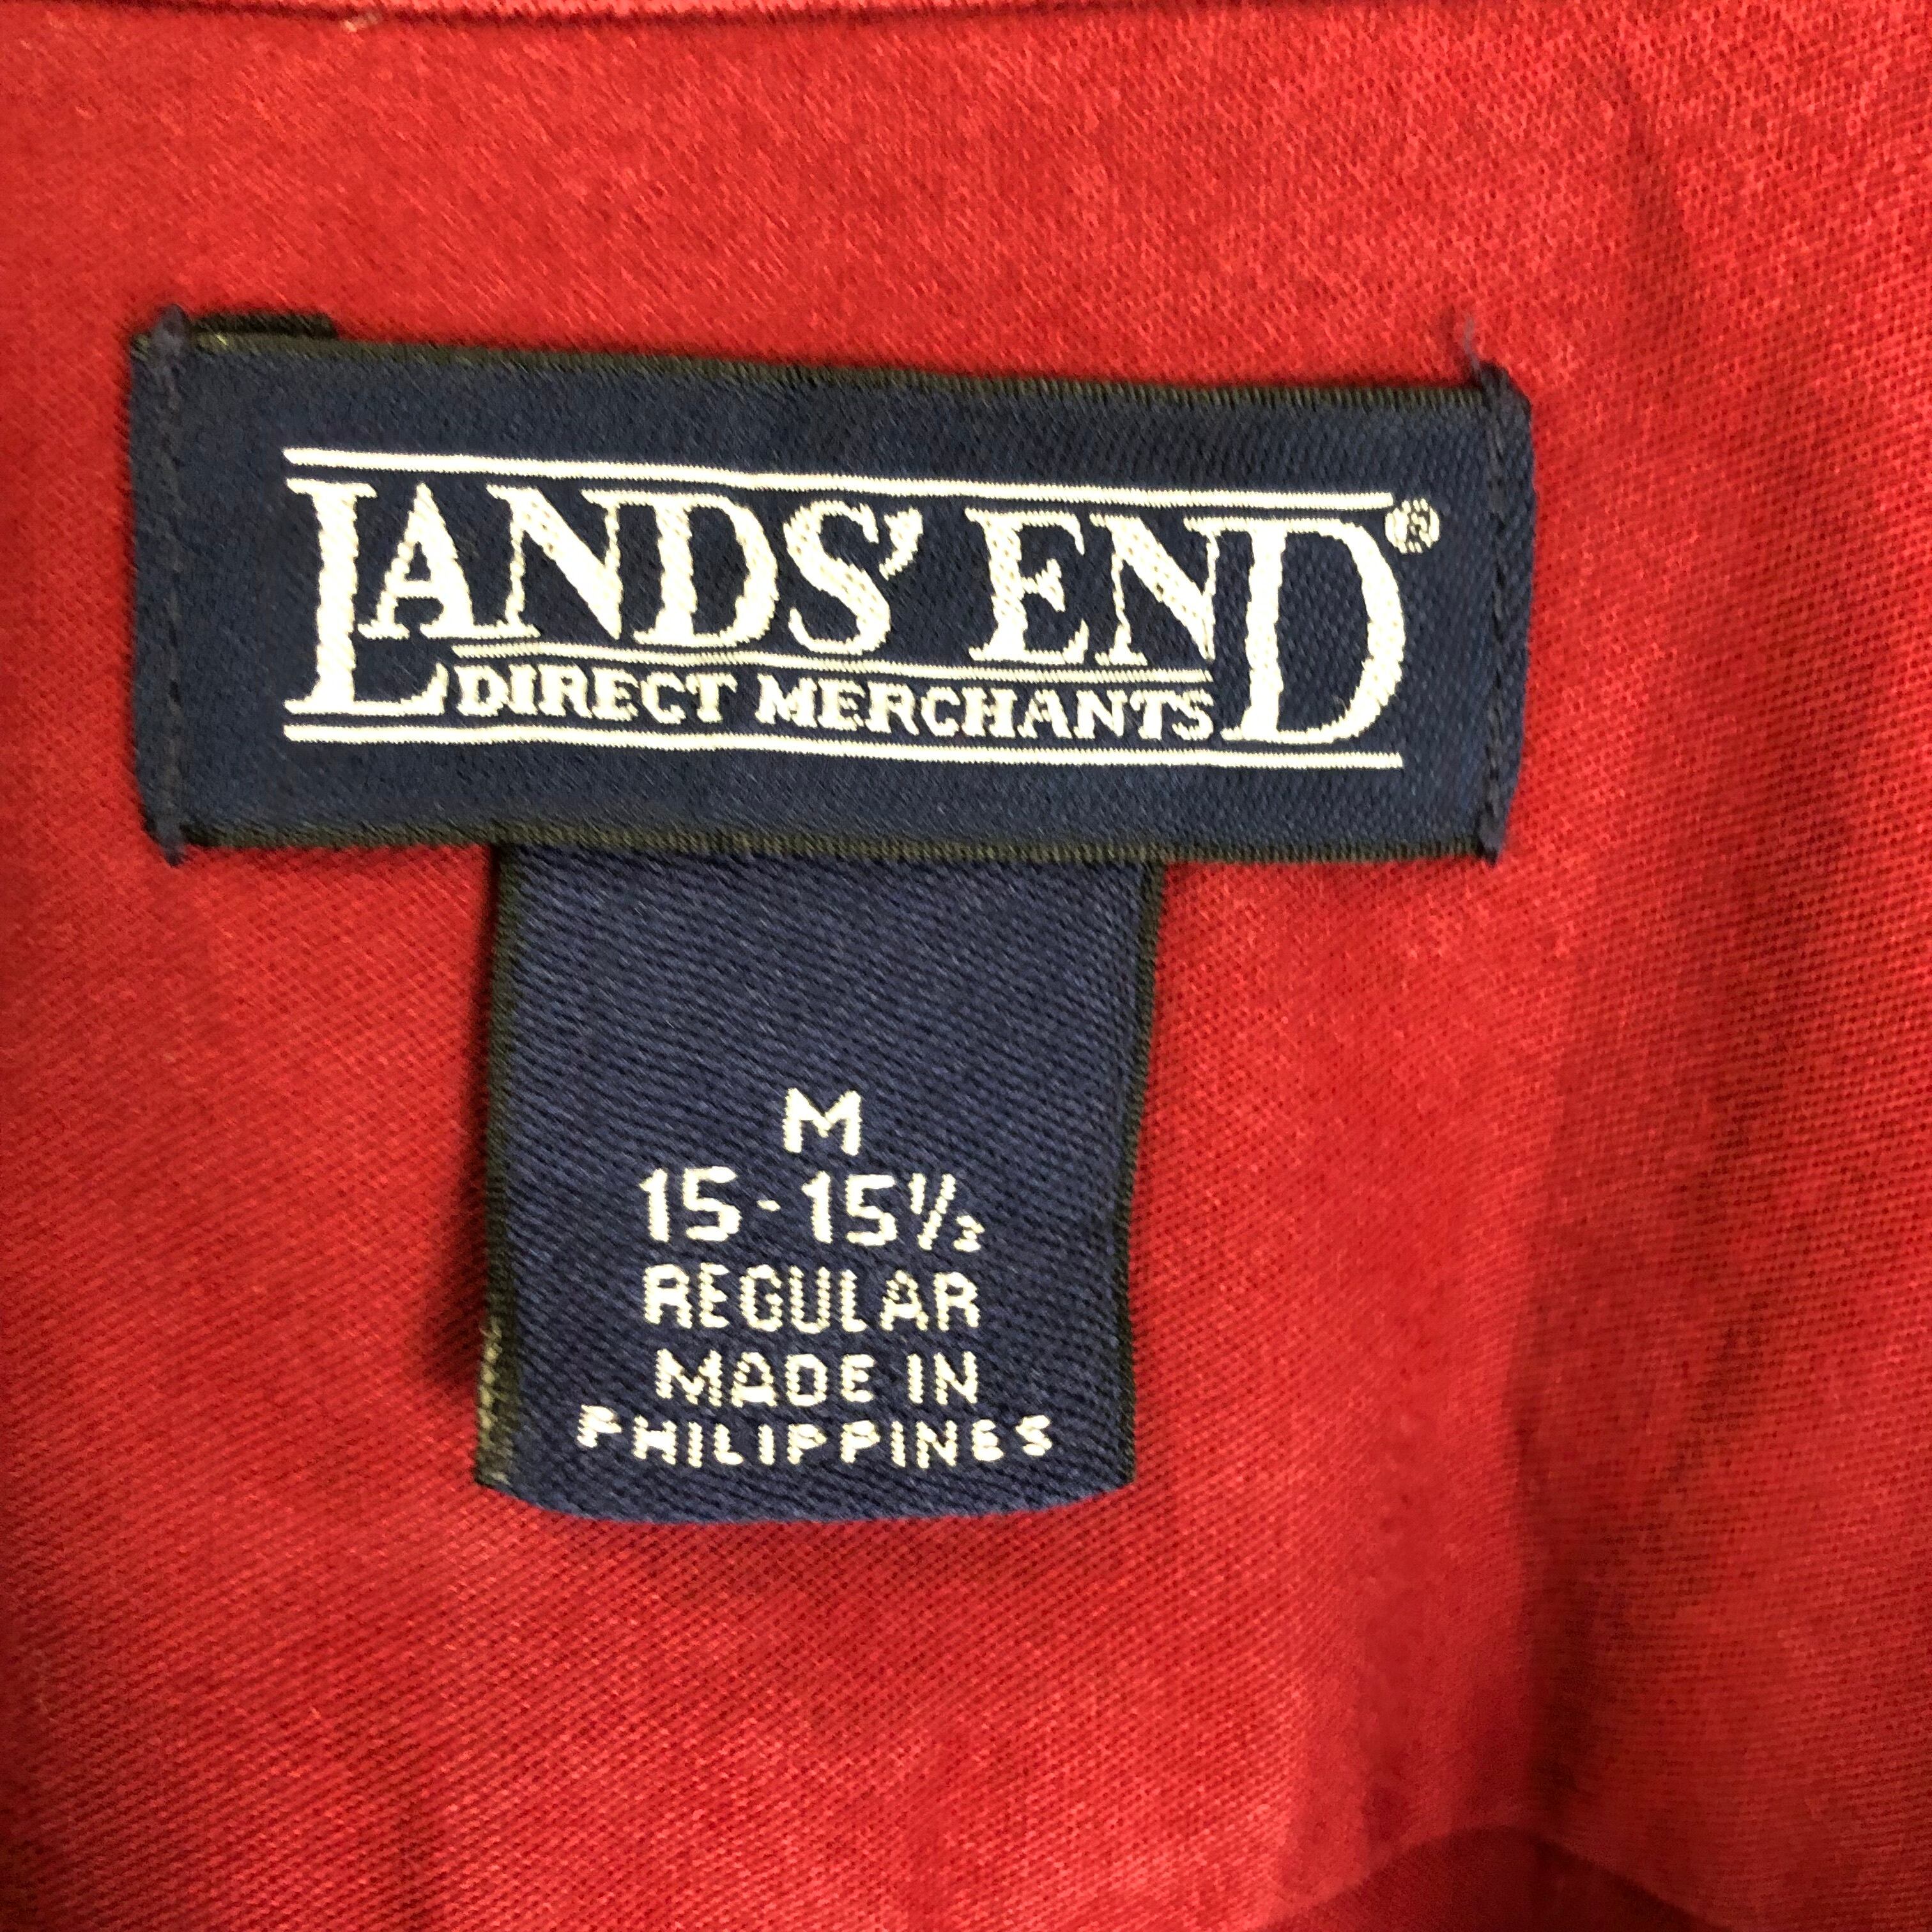 LANDS' END®
DIRECT MERCHANTS
M
15-15½
REGULAR
MADE IN
PHILIPPINES